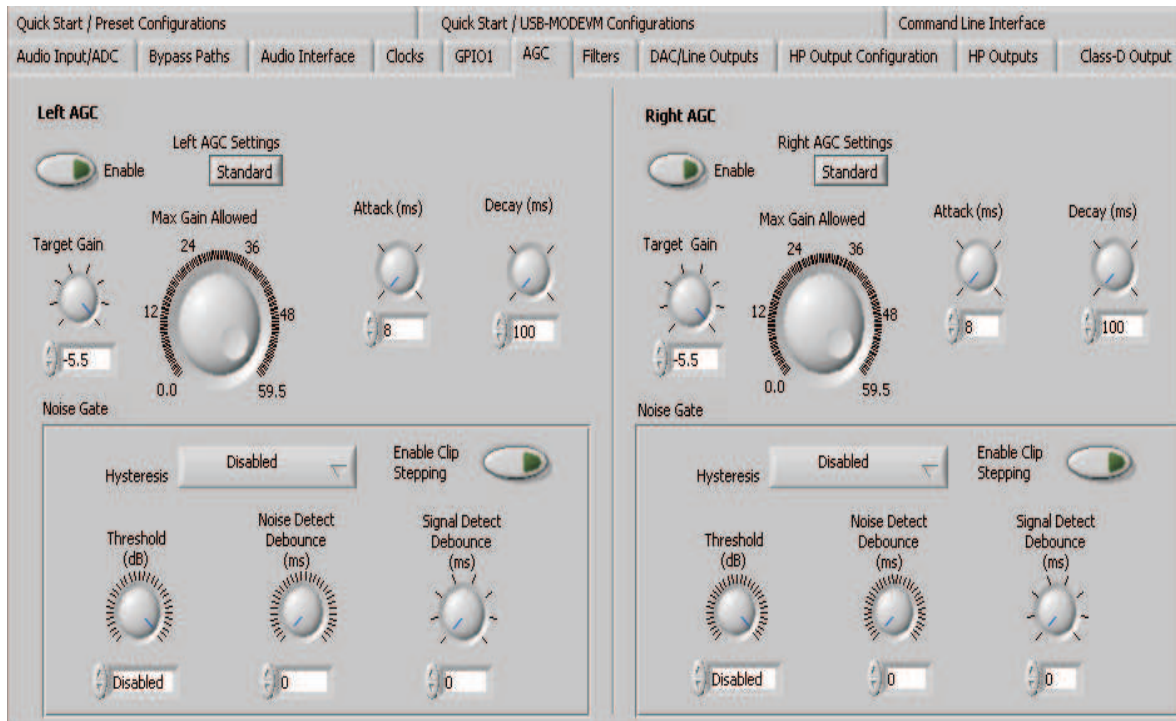 Quick Start / Preset Configurations
Quick Start / USB-MODEVM Configurations
Command Line Interface
Audio Input/ADC
Bypass Paths
Audio Interface
Clocks
GPIO1
AGC
Filters
DAC/Line Outputs
HP Output Configuration
HP Outputs
Class-D Output
Left AGC
Enable
Left AGC Settings
Standard
Target Gain
-5.5
Max Gain Allowed
0.0
12
24
36
48
59.5
Attack (ms)
8
Decay (ms)
100
Noise Gate
Hysteresis
Disabled
Enable Clip
Stepping
Threshold
(dB)
Disabled
Noise Detect
Debounce
(ms)
0
Signal Detect
Debounce
(ms)
0
Right AGC
Enable
Right AGC Settings
Standard
Target Gain
-5.5
Max Gain Allowed
0.0
12
24
36
48
59.5
Attack (ms)
8
Decay (ms)
100
Noise Gate
Hysteresis
Disabled
Enable Clip
Stepping
Threshold
(dB)
Disabled
Noise Detect
Debounce
(ms)
0
Signal Detect
Debounce
(ms)
0